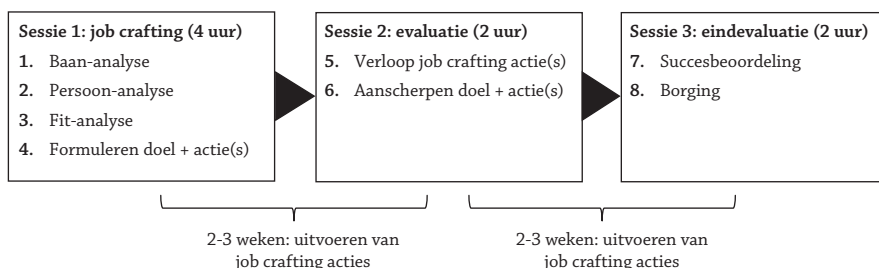 Sessie 1: job crafting (4 uur)
1. Baan-analyse
2. Persoon-analyse
3. Fit-analyse
4. Formuleren doel + actie(s)
Sessie 2: evaluatie (2 uur)
5. Verloop job crafting actie(s)
6. Aanscherpen doel + actie(s)
Sessie 3: eindevaluatie (2 uur)
7. Succesbeoordeling
8. Borging
2-3 weken: uitvoeren van
job crafting acties
2-3 weken: uitvoeren van
job crafting acties